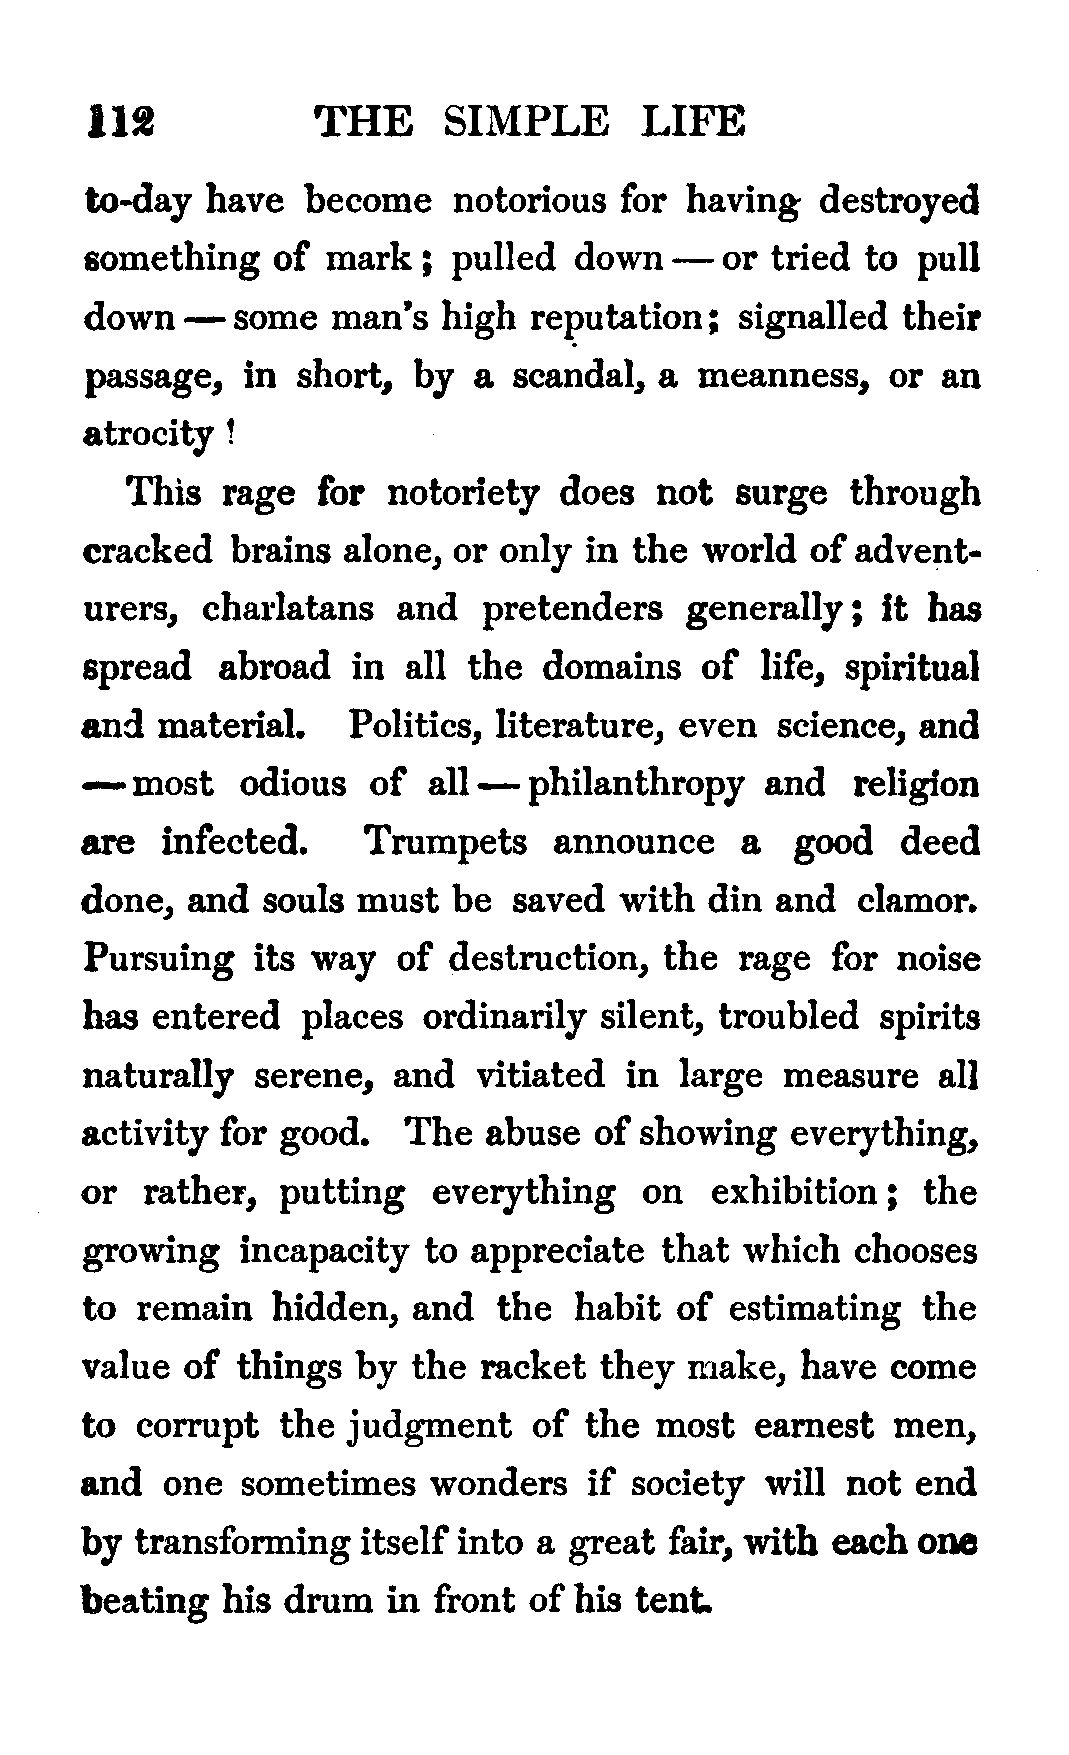 112 THE SIMPLE LIFE
to-day have become notorious for having destroyed
something of mark; pulled down — or tried to pull
down — some man's high reputation; signalled their
passage, in short, by a scandal, a meanness, or an
atrocity!
This rage for notoriety does not surge through
cracked brains alone, or only in the world of advent-
urers, charlatans and pretenders generally; it has
spread abroad in all the domains of life, spiritual
and material. Politics, literature, even science, and
— most odious of all — philanthropy and religion
are infected. Trumpets announce a good deed
done, and souls must be saved with din and clamor.
Pursuing its way of destruction, the rage for noise
has entered places ordinarily silent, troubled spirits
naturally serene, and vitiated in large measure all
activity for good. The abuse of showing everything,
or rather, putting everything on exhibition; the
growing incapacity to appreciate that which chooses
to remain hidden, and the habit of estimating the
value of things by the racket they make, have come
to corrupt the judgment of the most earnest men,
and one sometimes wonders if society will not end
by transforming itself into a great fair, with each one
beating his drum in front of his tent.